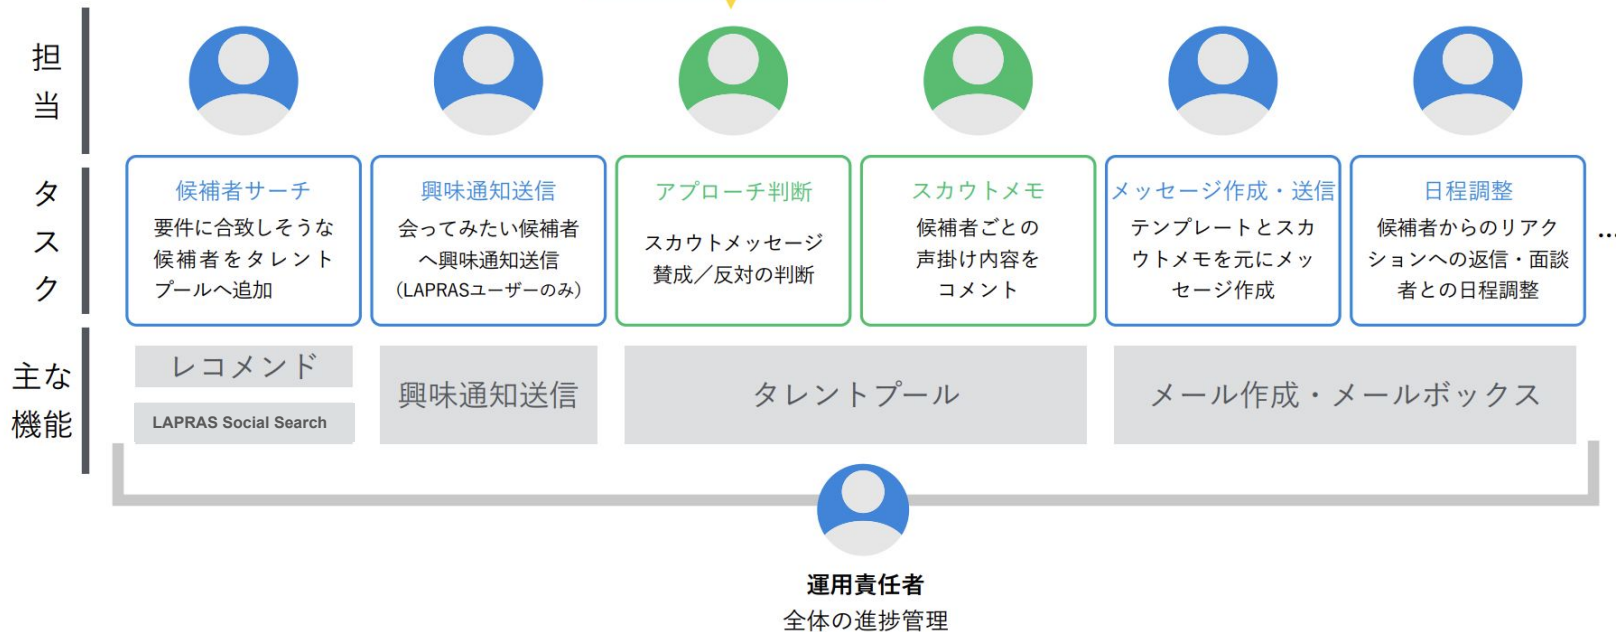 担
当
タ
ス
ク
候補者サーチ
要件に合致しそうな
候補者をタレント
プールへ追加
興味通知送信
会ってみたい候補者
へ興味通知送信
(LAPRASユーザーのみ)
アプローチ判断
スカウトメッセージ
賛成／反対の判断
スカウトメモ
候補者ごとの
声掛け内容を
コメント
メッセージ作成・送信
テンプレートとスカ
ウトメモを元にメッ
セージ作成
日程調整
候補者からのリアク
ションへの返信・面談
者との日程調整
...
主な
機能
レコメンド
LAPRAS Social Search
興味通知送信
タレントプール
メール作成・メールボックス
運用責任者
全体の進捗管理